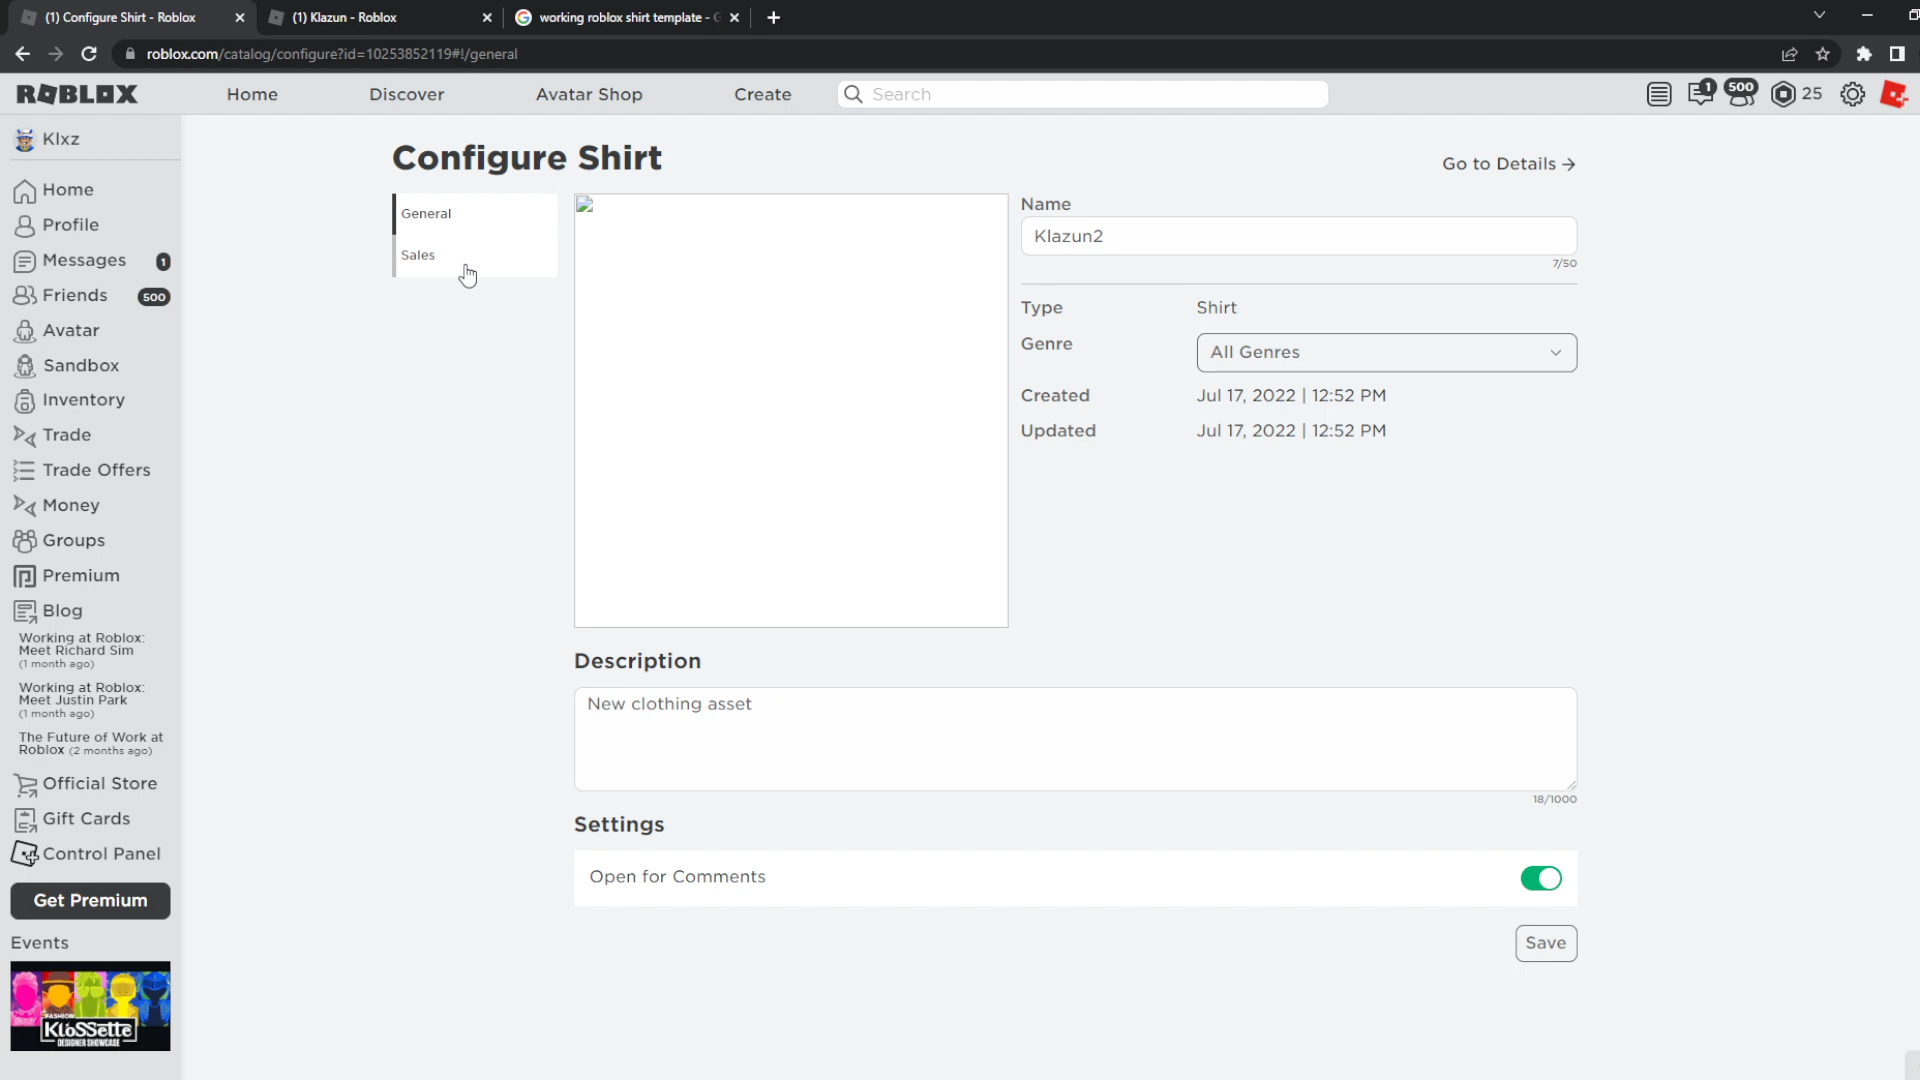 (1) Configure Shirt - Roblox
(1) Klazun - Roblox
working roblox shirt template - G
roblox.com/catalog/configure?id=10253852119#!/general
ROBLOX
Home
Discover
Avatar Shop
Create
Search
1
500
25
Klxz
Home
Profile
Messages
1
Friends
500
Avatar
Sandbox
Inventory
Trade
Trade Offers
Money
Groups
Premium
Blog
Working at Roblox:
Meet Richard Sim
(1 month ago)
Working at Roblox:
Meet Justin Park
(1 month ago)
The Future of Work at
Roblox (2 months ago)
Official Store
Gift Cards
Control Panel
Get Premium
Events
FASHION
KloSSette
DESIGNER SHOWCASE
Configure Shirt
Go to Details →
General
Sales
Name
Klazun2
7/50
Type Shirt
Genre All Genres
Created Jul 17, 2022 | 12:52 PM
Updated Jul 17, 2022 | 12:52 PM
Description
New clothing asset
18/1000
Settings
Open for Comments
Save